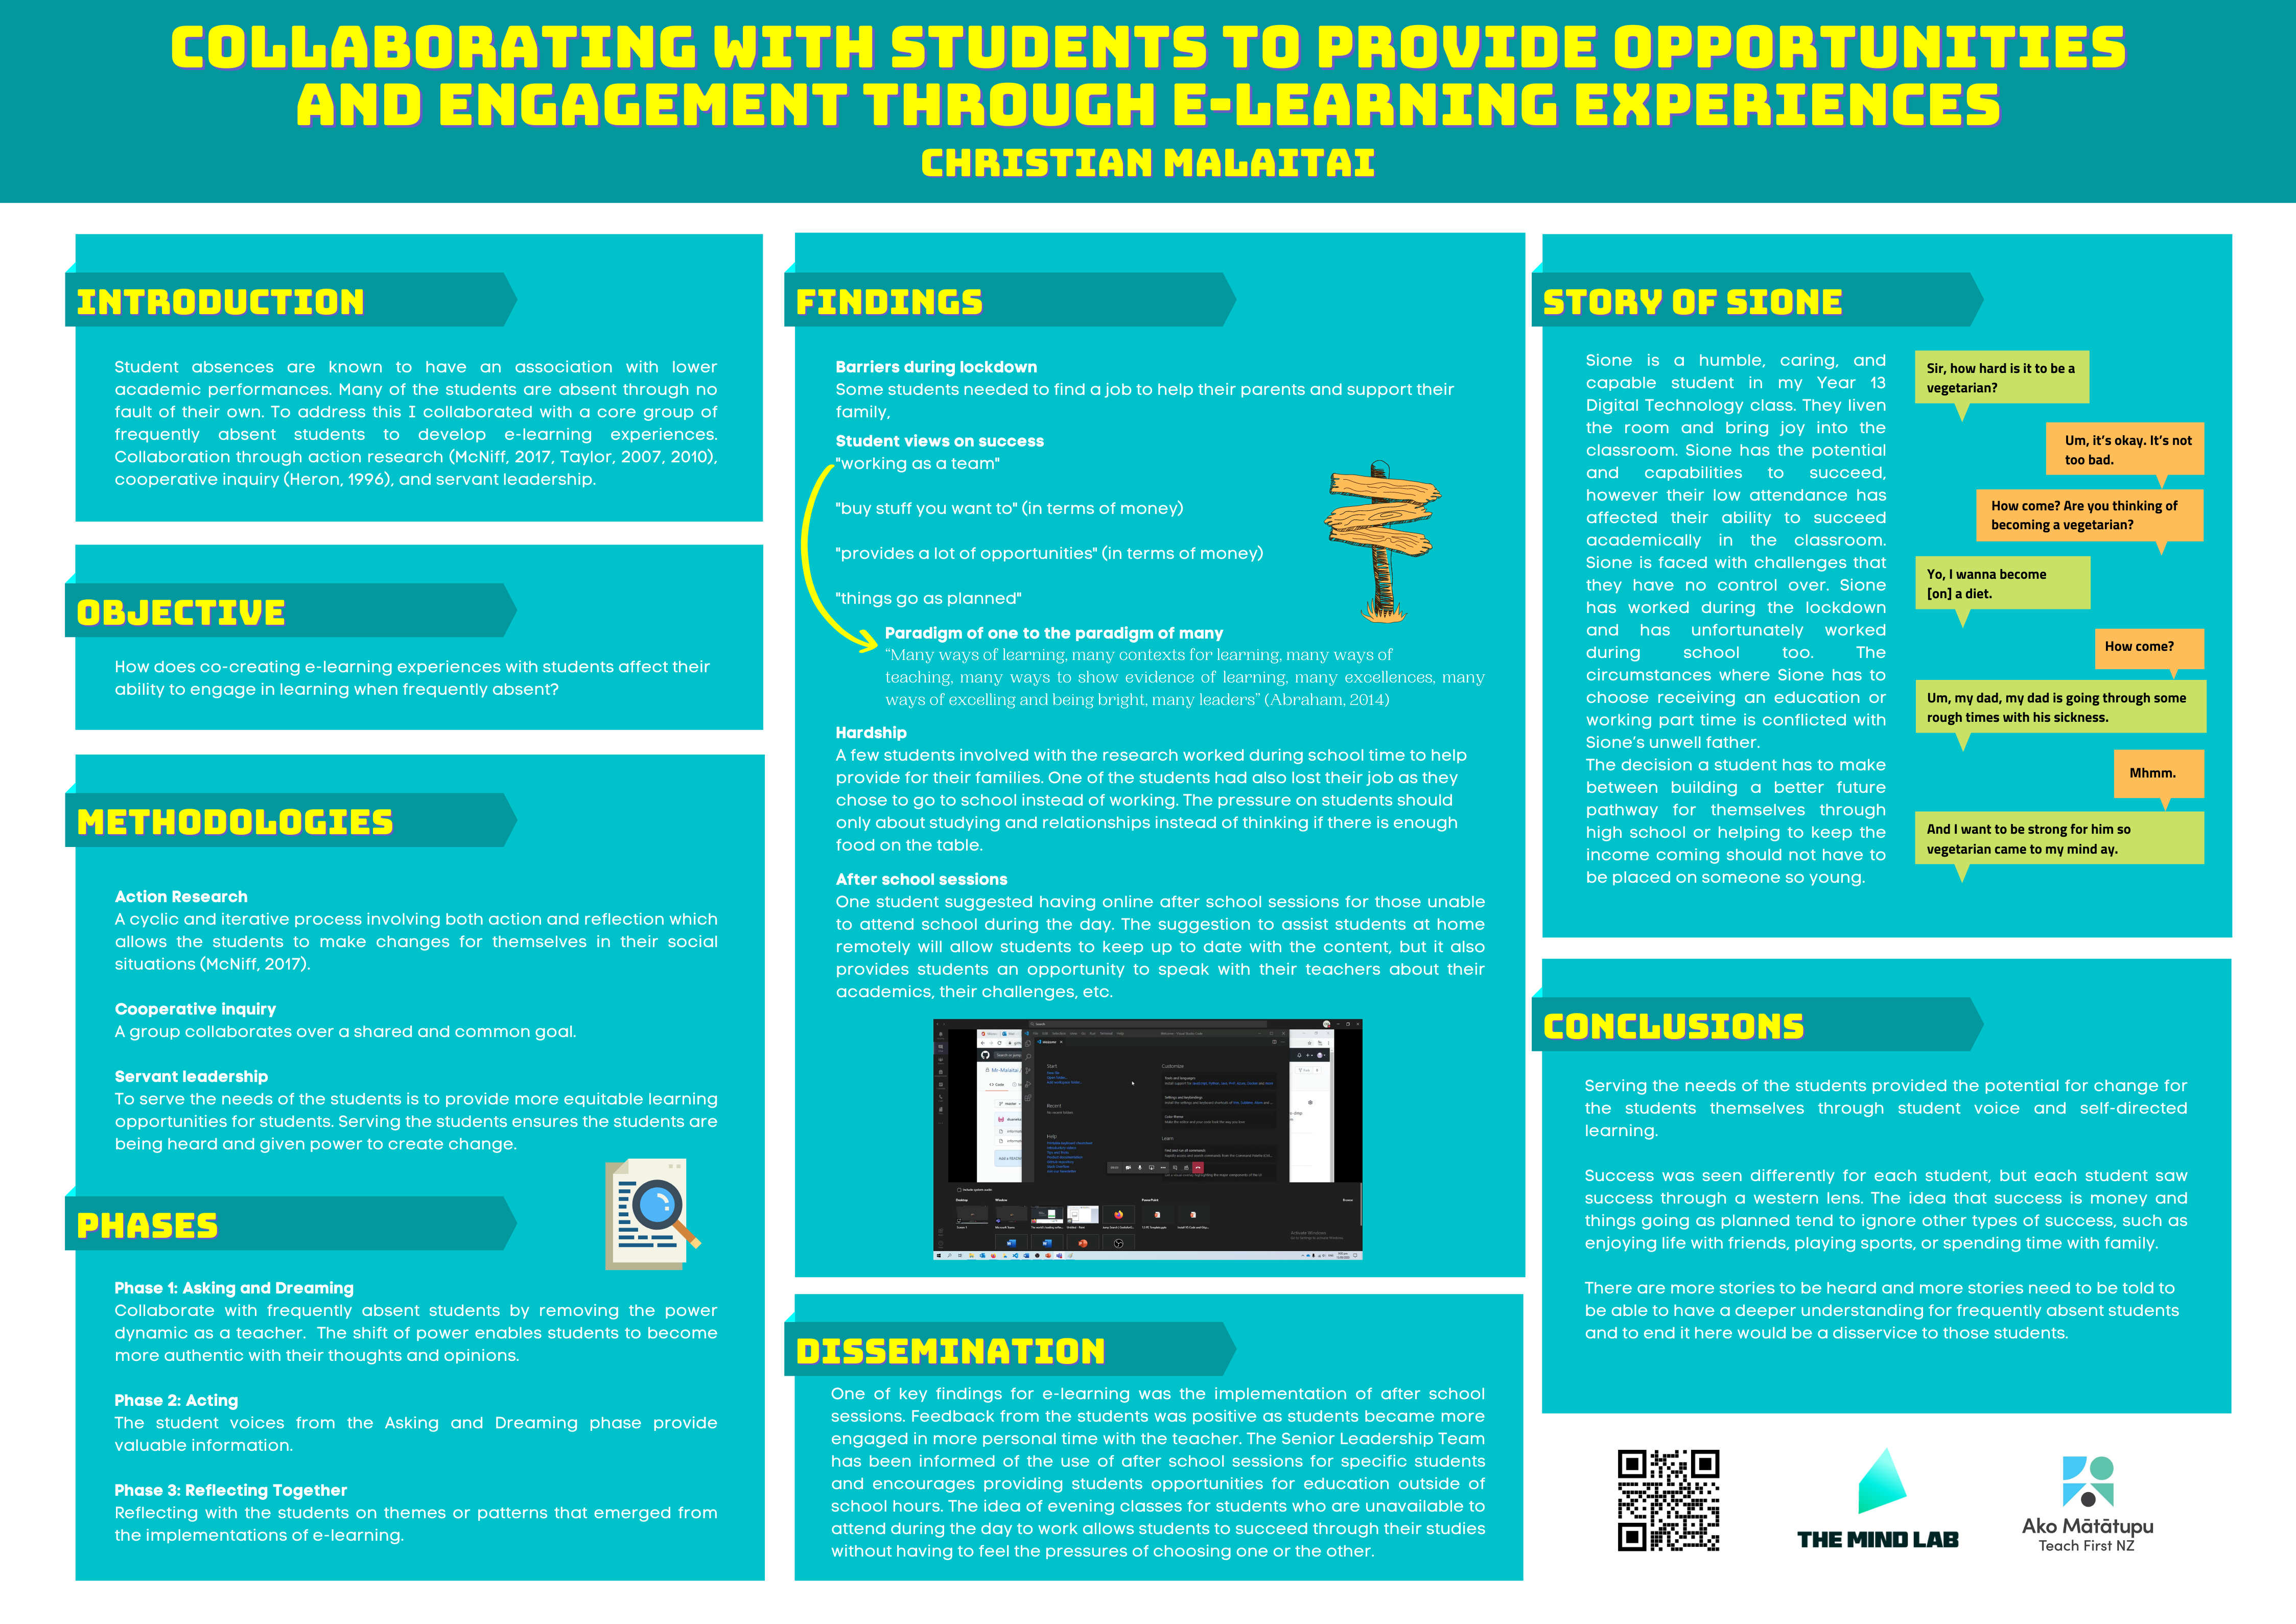 COLLABORATING WITH STUDENTS TO PROVIDE OPPORTUNITIES
AND ENGAGEMENT THROUGH E-LEARNING EXPERIENCES
CHRISTIAN MALAITAI
INTRODUCTION
Student absences are known to have an association with lower
academic performances. Many of the students are absent through no
fault of their own. To address this I collaborated with a core group of
frequently absent students to develop e-learning experiences.
Collaboration through action research (McNiff, 2017, Taylor, 2007, 2010),
cooperative inquiry (Heron, 1996), and servant leadership.
OBJECTIVE
How does co-creating e-learning experiences with students affect their
ability to engage in learning when frequently absent?
METHODOLOGIES
Action Research
A cyclic and iterative process involving both action and reflection which
allows the students to make changes for themselves in their social
situations (McNiff, 2017).
Cooperative inquiry
A group collaborates over a shared and common goal.
Servant leadership
To serve the needs of the students is to provide more equitable learning
opportunities for students. Serving the students ensures the students are
being heard and given power to create change.
PHASES
Phase 1: Asking and Dreaming
Collaborate with frequently absent students by removing the power
dynamic as a teacher. The shift of power enables students to become
more authentic with their thoughts and opinions.
Phase 2: Acting
The student voices from the Asking and Dreaming phase provide
valuable information.
Phase 3: Reflecting Together
Reflecting with the students on themes or patterns that emerged from
the implementations of e-learning.
FINDINGS
Barriers during lockdown
Some students needed to find a job to help their parents and support their
family,
Student views on success
"working as a team"
"buy stuff you want to" (in terms of money)
"provides a lot of opportunities" (in terms of money)
"things go as planned"
Paradigm of one to the paradigm of many
“Many ways of learning, many contexts for learning, many ways of
teaching, many ways to show evidence of learning, many excellences, many
ways of excelling and being bright, many leaders” (Abraham, 2014)
Hardship
A few students involved with the research worked during school time to help
provide for their families. One of the students had also lost their job as they
chose to go to school instead of working. The pressure on students should
only about studying and relationships instead of thinking if there is enough
food on the table.
After school sessions
One student suggested having online after school sessions for those unable
to attend school during the day. The suggestion to assist students at home
remotely will allow students to keep up to date with the content, but it also
provides students an opportunity to speak with their teachers about their
academics, their challenges, etc.
Start
Recent
Help
Customize
Learn
Activate Windows
DISSEMINATION
One of key findings for e-learning was the implementation of after school
sessions. Feedback from the students was positive as students became more
engaged in more personal time with the teacher. The Senior Leadership Team
has been informed of the use of after school sessions for specific students
and encourages providing students opportunities for education outside of
school hours. The idea of evening classes for students who are unavailable to
attend during the day to work allows students to succeed through their studies
without having to feel the pressures of choosing one or the other.
STORY OF SIONE
Sione is a humble, caring, and
capable student in my Year 13
Digital Technology class. They liven
the room and bring joy into the
classroom. Sione has the potential
and capabilities to succeed,
however their low attendance has
affected their ability to succeed
academically in the classroom.
Sione is faced with challenges that
they have no control over. Sione
has worked during the lockdown
and has unfortunately worked
during school too. The
circumstances where Sione has to
choose receiving an education or
working part time is conflicted with
Sione’s unwell father.
The decision a student has to make
between building a better future
pathway for themselves through
high school or helping to keep the
income coming should not have to
be placed on someone so young.
Sir, how hard is it to be a
vegetarian?
Um, it’s okay. It’s not
too bad.
How come? Are you thinking of
becoming a vegetarian?
Yo, I wanna become
[on] a diet.
How come?
Um, my dad, my dad is going through some
rough times with his sickness.
Mhmm.
And I want to be strong for him so
vegetarian came to my mind ay.
CONCLUSIONS
Serving the needs of the students provided the potential for change for
the students themselves through student voice and self-directed
learning.
Success was seen differently for each student, but each student saw
success through a western lens. The idea that success is money and
things going as planned tend to ignore other types of success, such as
enjoying life with friends, playing sports, or spending time with family.
There are more stories to be heard and more stories need to be told to
be able to have a deeper understanding for frequently absent students
and to end it here would be a disservice to those students.
THE MIND LAB
Ako Mātātupu
Teach First NZ